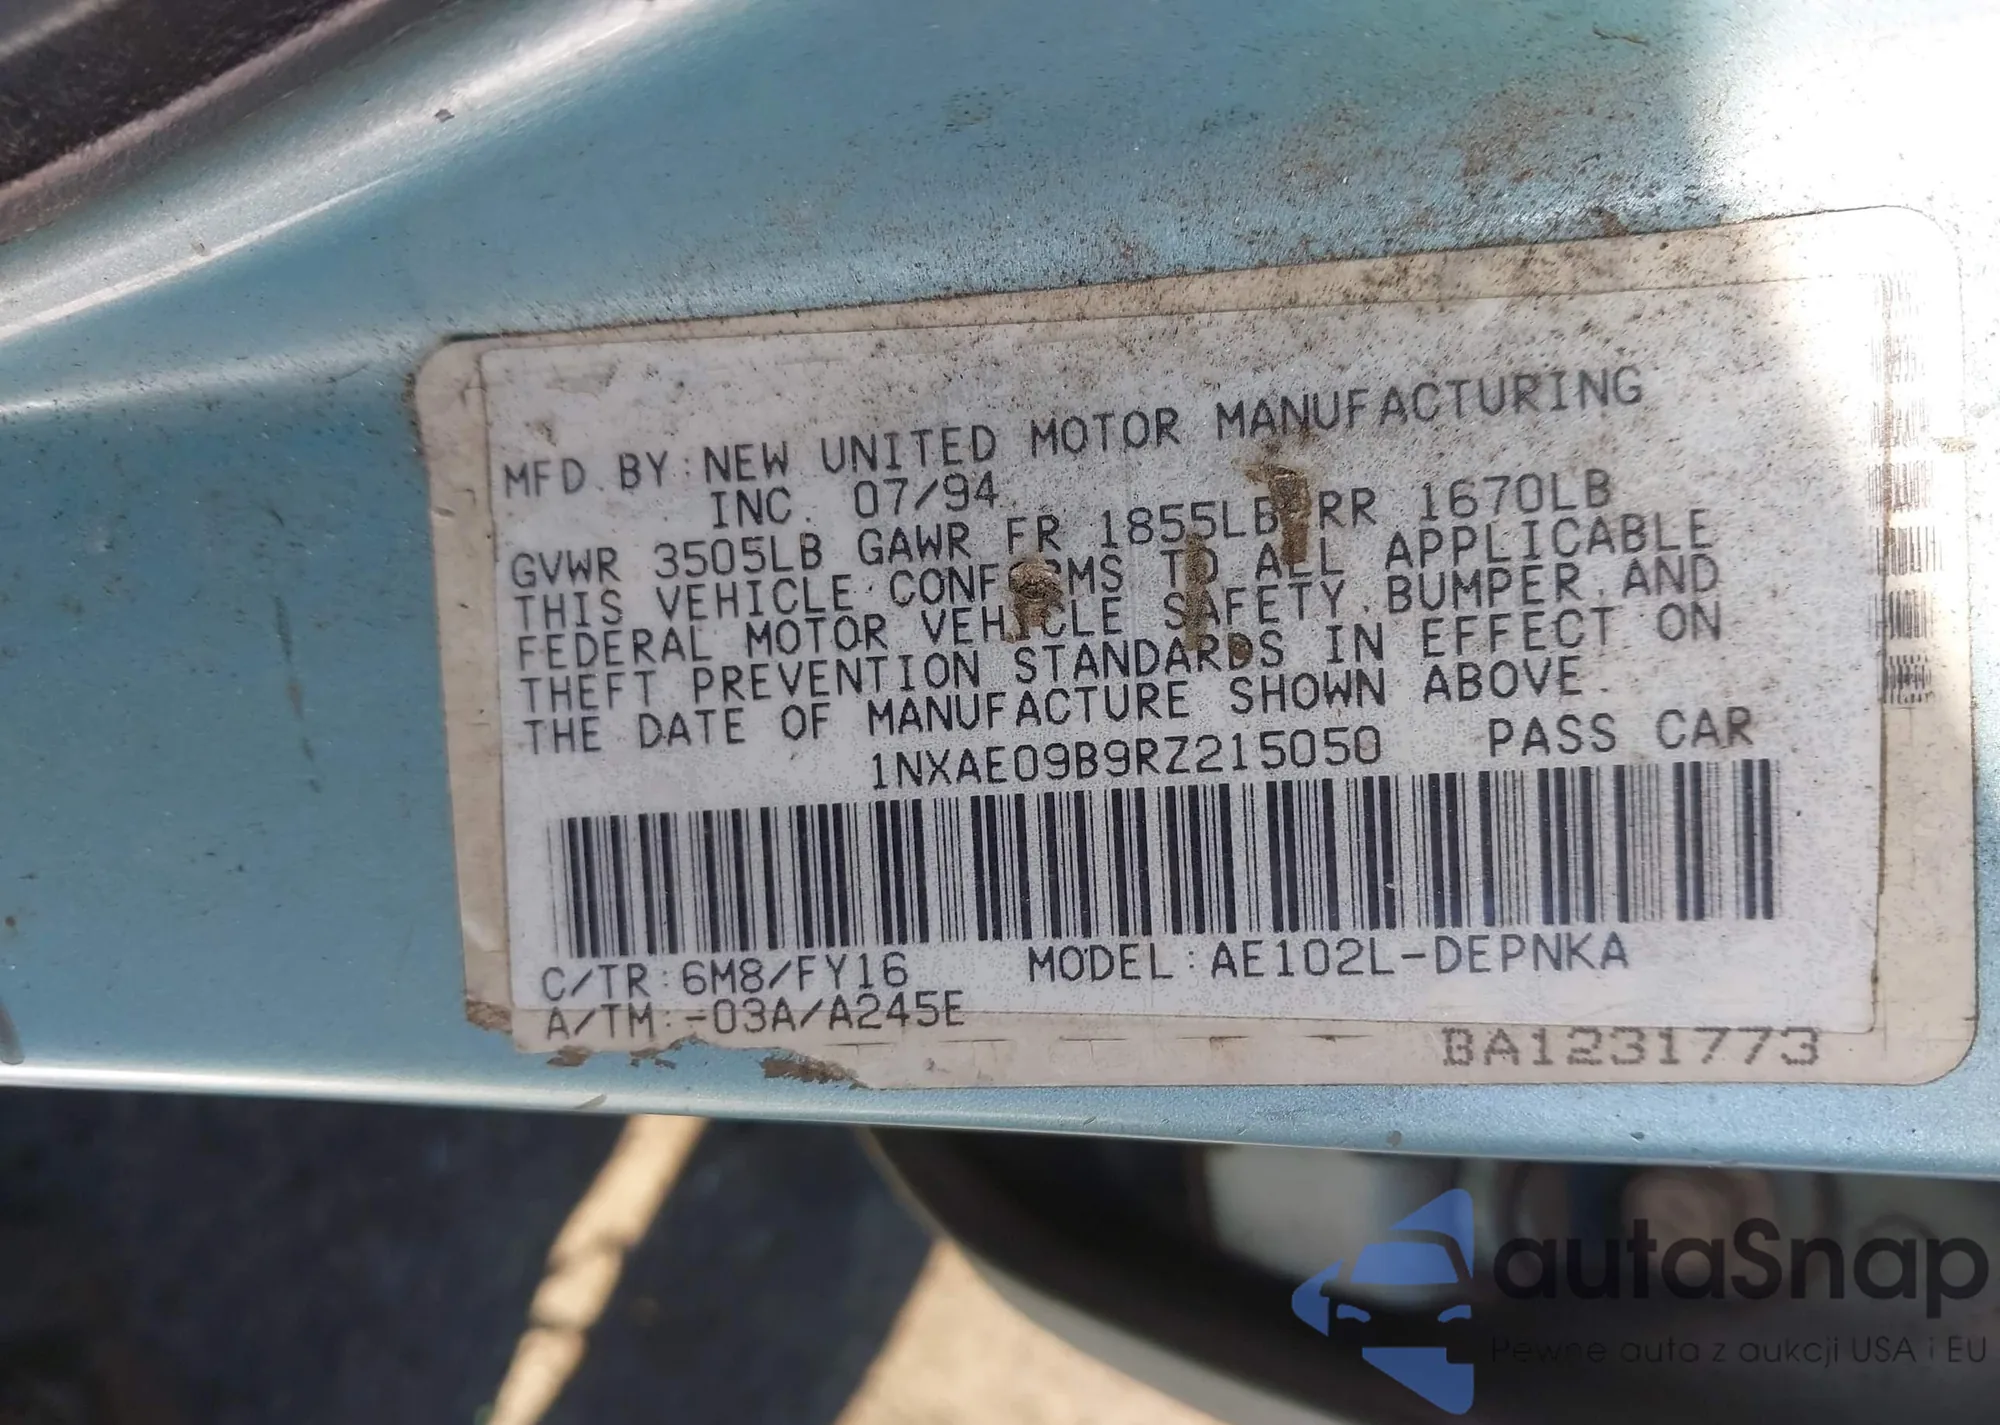 MFD. BY: NEW UNITED MOTOR MANUFACTURING
INC. 07/94
GVWR 3505LB GAWR FR 1855LB RR 1670LB
THIS VEHICLE CONFORMS TO ALL APPLICABLE
FEDERAL MOTOR VEHICLE SAFETY, BUMPER, AND
THEFT PREVENTION STANDARDS IN EFFECT ON
THE DATE OF MANUFACTURE SHOWN ABOVE.
1NXAE09B9RZ215050 PASS CAR
C/TR: 6M8/FY16 MODEL: AE102L-DEPNKA
A/TM: -03A/A245E
BA1231773
autaSnap
Pewne auta z aukcji USA i EU